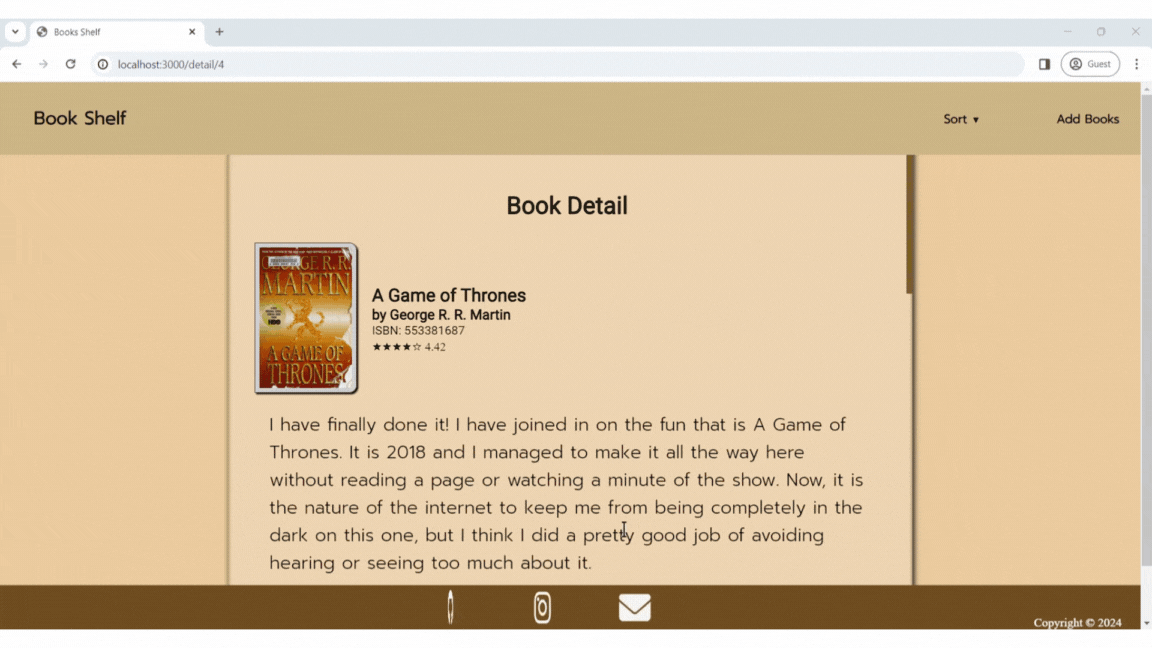 Books Shelf
localhost:3000/detail/4
Guest
Book Shelf
Sort ▾
Add Books
Book Detail
GEORGE R.R.
MARTIN
HBO
A GAME OF
THRONES
A Game of Thrones
by George R. R. Martin
ISBN: 553381687
★★★★☆ 4.42
I have finally done it! I have joined in on the fun that is A Game of
Thrones. It is 2018 and I managed to make it all the way here
without reading a page or watching a minute of the show. Now, it is
the nature of the internet to keep me from being completely in the
dark on this one, but I think I did a pretty good job of avoiding
hearing or seeing too much about it.
Copyright © 2024